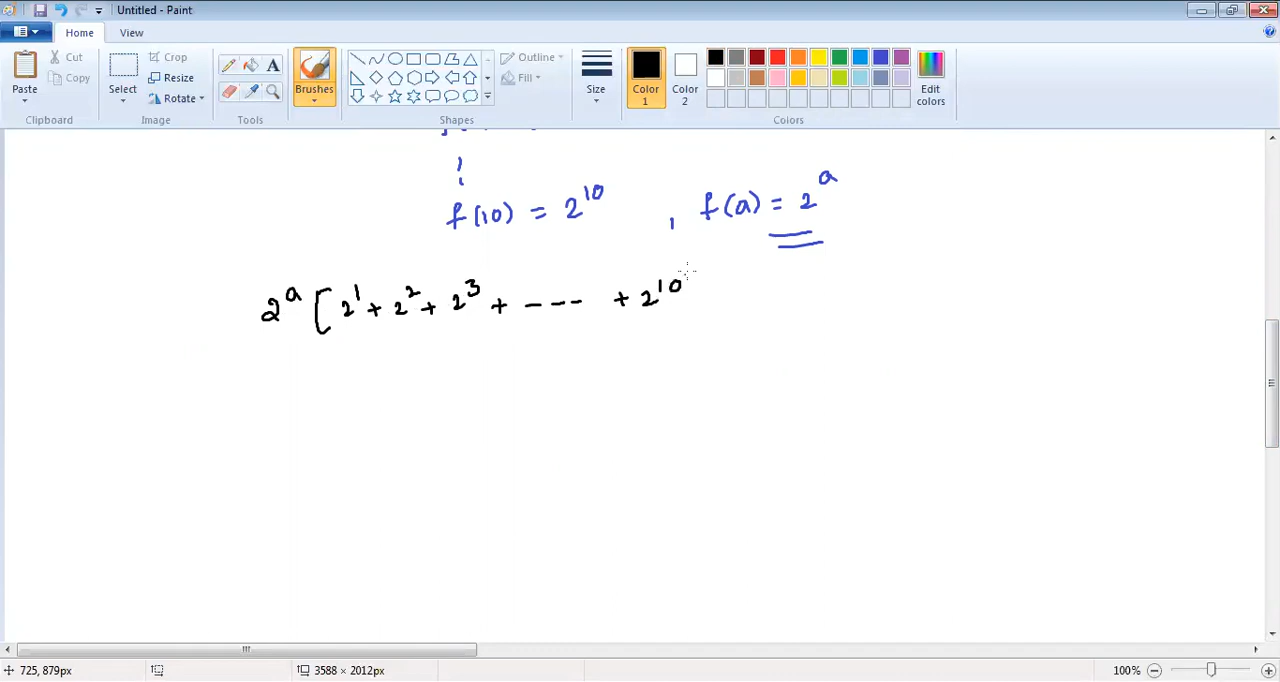 Untitled - Paint
Home View
Paste Cut Copy Select Crop Resize Rotate A Brushes Outline Fill Size Color 1 Color 2 Edit colors
Clipboard Image Tools Shapes Colors
f(10) = 2^10 , f(a) = 2^a
2^a [2^1 + 2^2 + 2^3 + --- + 2^10
725, 879px 3588 × 2012px 100%